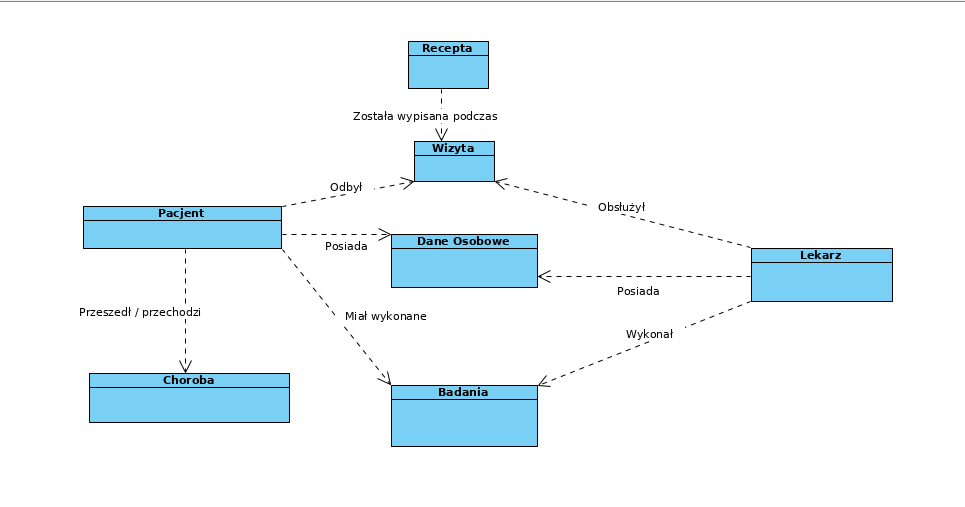 Recepta
Została wypisana podczas
Wizyta
Odbył
Obsłużył
Pacjent
Dane Osobowe
Posiada
Lekarz
Posiada
Przeszedł / przechodzi
Miał wykonane
Wykonał
Choroba
Badania